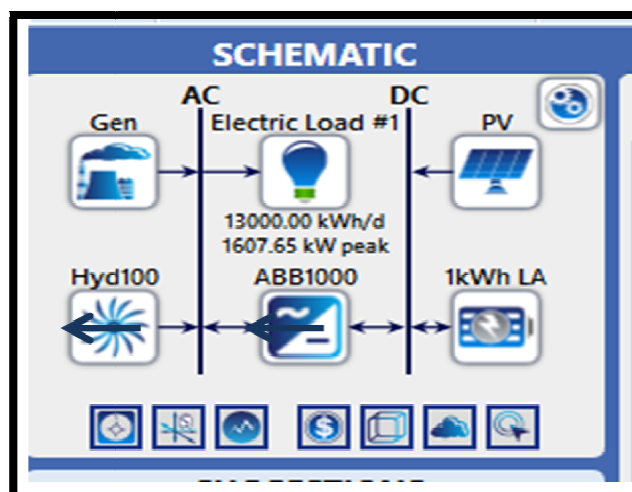 SCHEMATIC
AC DC
Gen Electric Load #1 PV
13000.00 kWh/d
1607.65 kW peak
Hyd100 ABB1000 1kWh LA